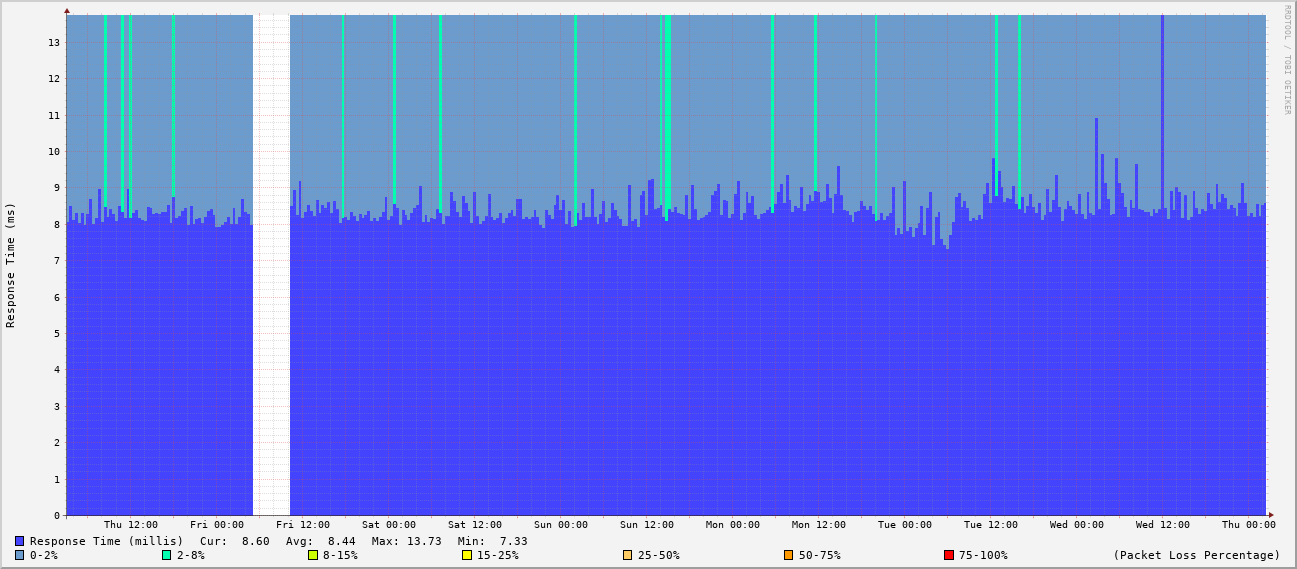 RRDTOOL / TOBI OETIKER
Response Time (ms)
13
12
11
10
9
8
7
6
5
4
3
2
1
0
Thu 12:00 Fri 00:00 Fri 12:00 Sat 00:00 Sat 12:00 Sun 00:00 Sun 12:00 Mon 00:00 Mon 12:00 Tue 00:00 Tue 12:00 Wed 00:00 Wed 12:00 Thu 00:00
Response Time (millis) Cur: 8.60 Avg: 8.44 Max: 13.73 Min: 7.33
0-2% 2-8% 8-15% 15-25% 25-50% 50-75% 75-100% (Packet Loss Percentage)